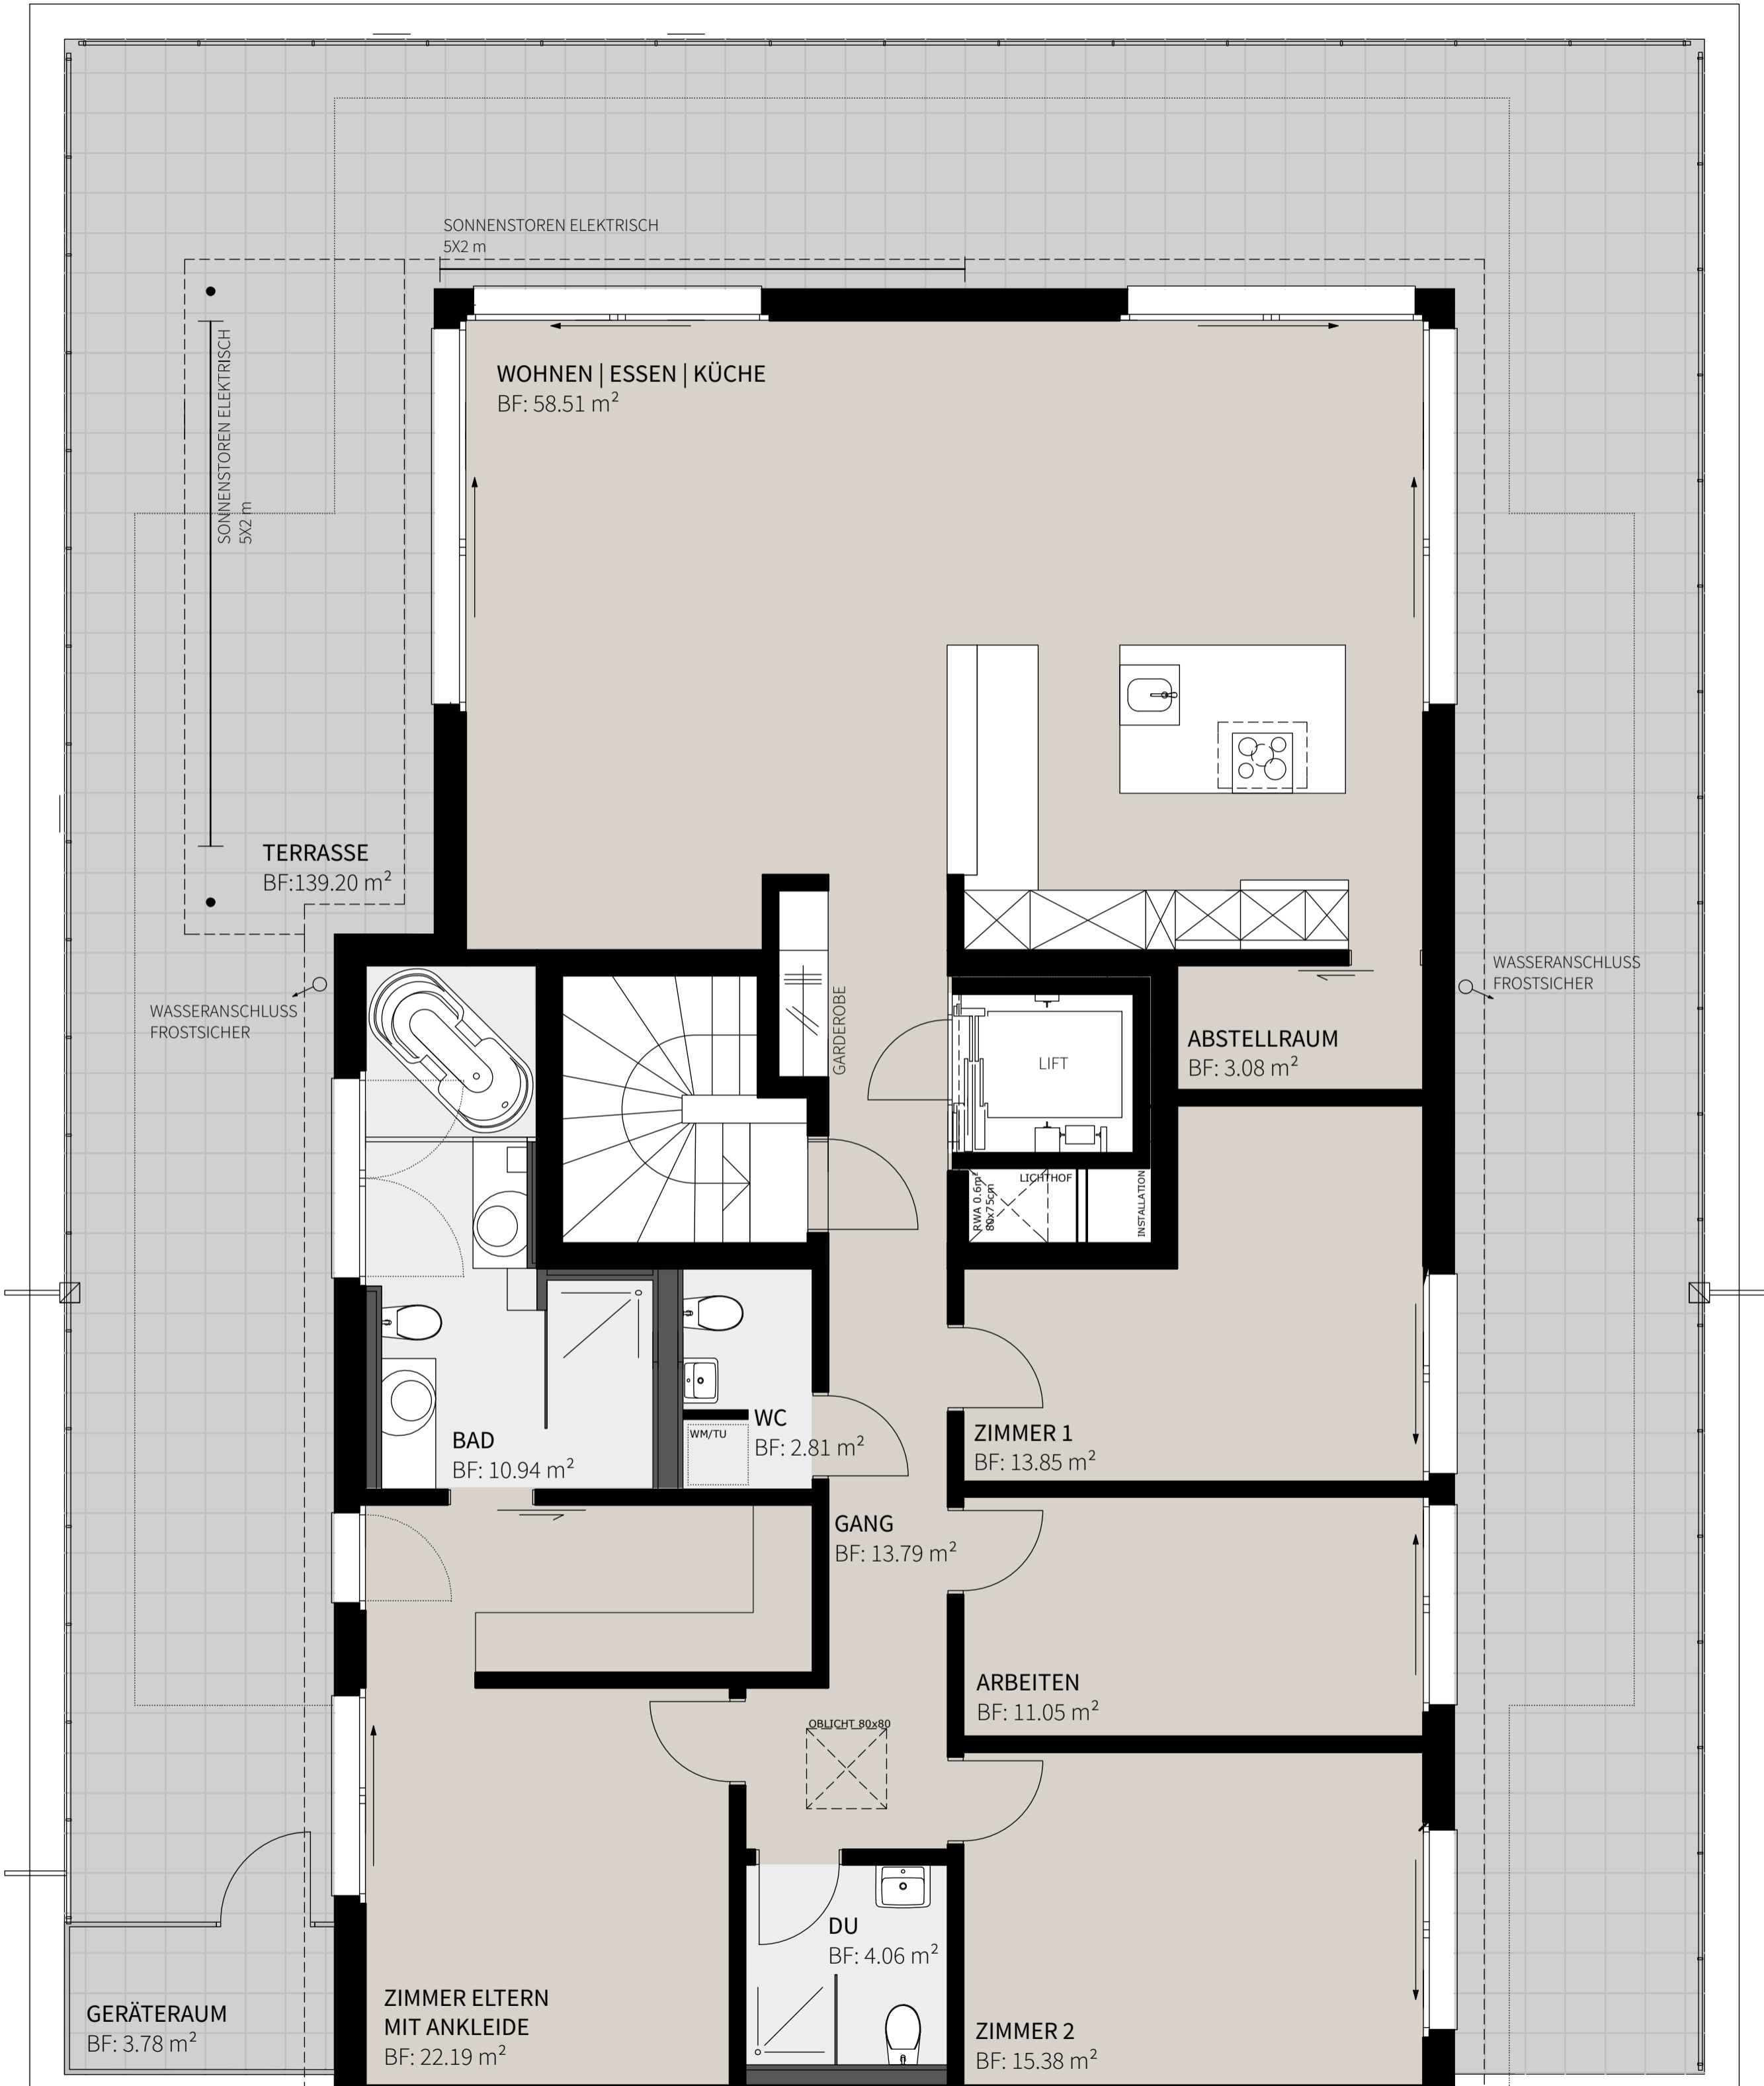 SONNENSTOREN ELEKTRISCH
5X2 m
SONNENSTOREN ELEKTRISCH
5X2 m
WOHNEN | ESSEN | KÜCHE
BF: 58.51 m²
TERRASSE
BF:139.20 m²
WASSERANSCHLUSS
FROSTSICHER
WASSERANSCHLUSS
FROSTSICHER
GARDEROBE
LIFT
ABSTELLRAUM
BF: 3.08 m²
RWA 0.6m²
80x75cm
LICHTHOF
INSTALLATION
BAD
BF: 10.94 m²
WM/TU
WC
BF: 2.81 m²
ZIMMER 1
BF: 13.85 m²
GANG
BF: 13.79 m²
ARBEITEN
BF: 11.05 m²
OBLICHT 80x80
DU
BF: 4.06 m²
GERÄTERAUM
BF: 3.78 m²
ZIMMER ELTERN
MIT ANKLEIDE
BF: 22.19 m²
ZIMMER 2
BF: 15.38 m²